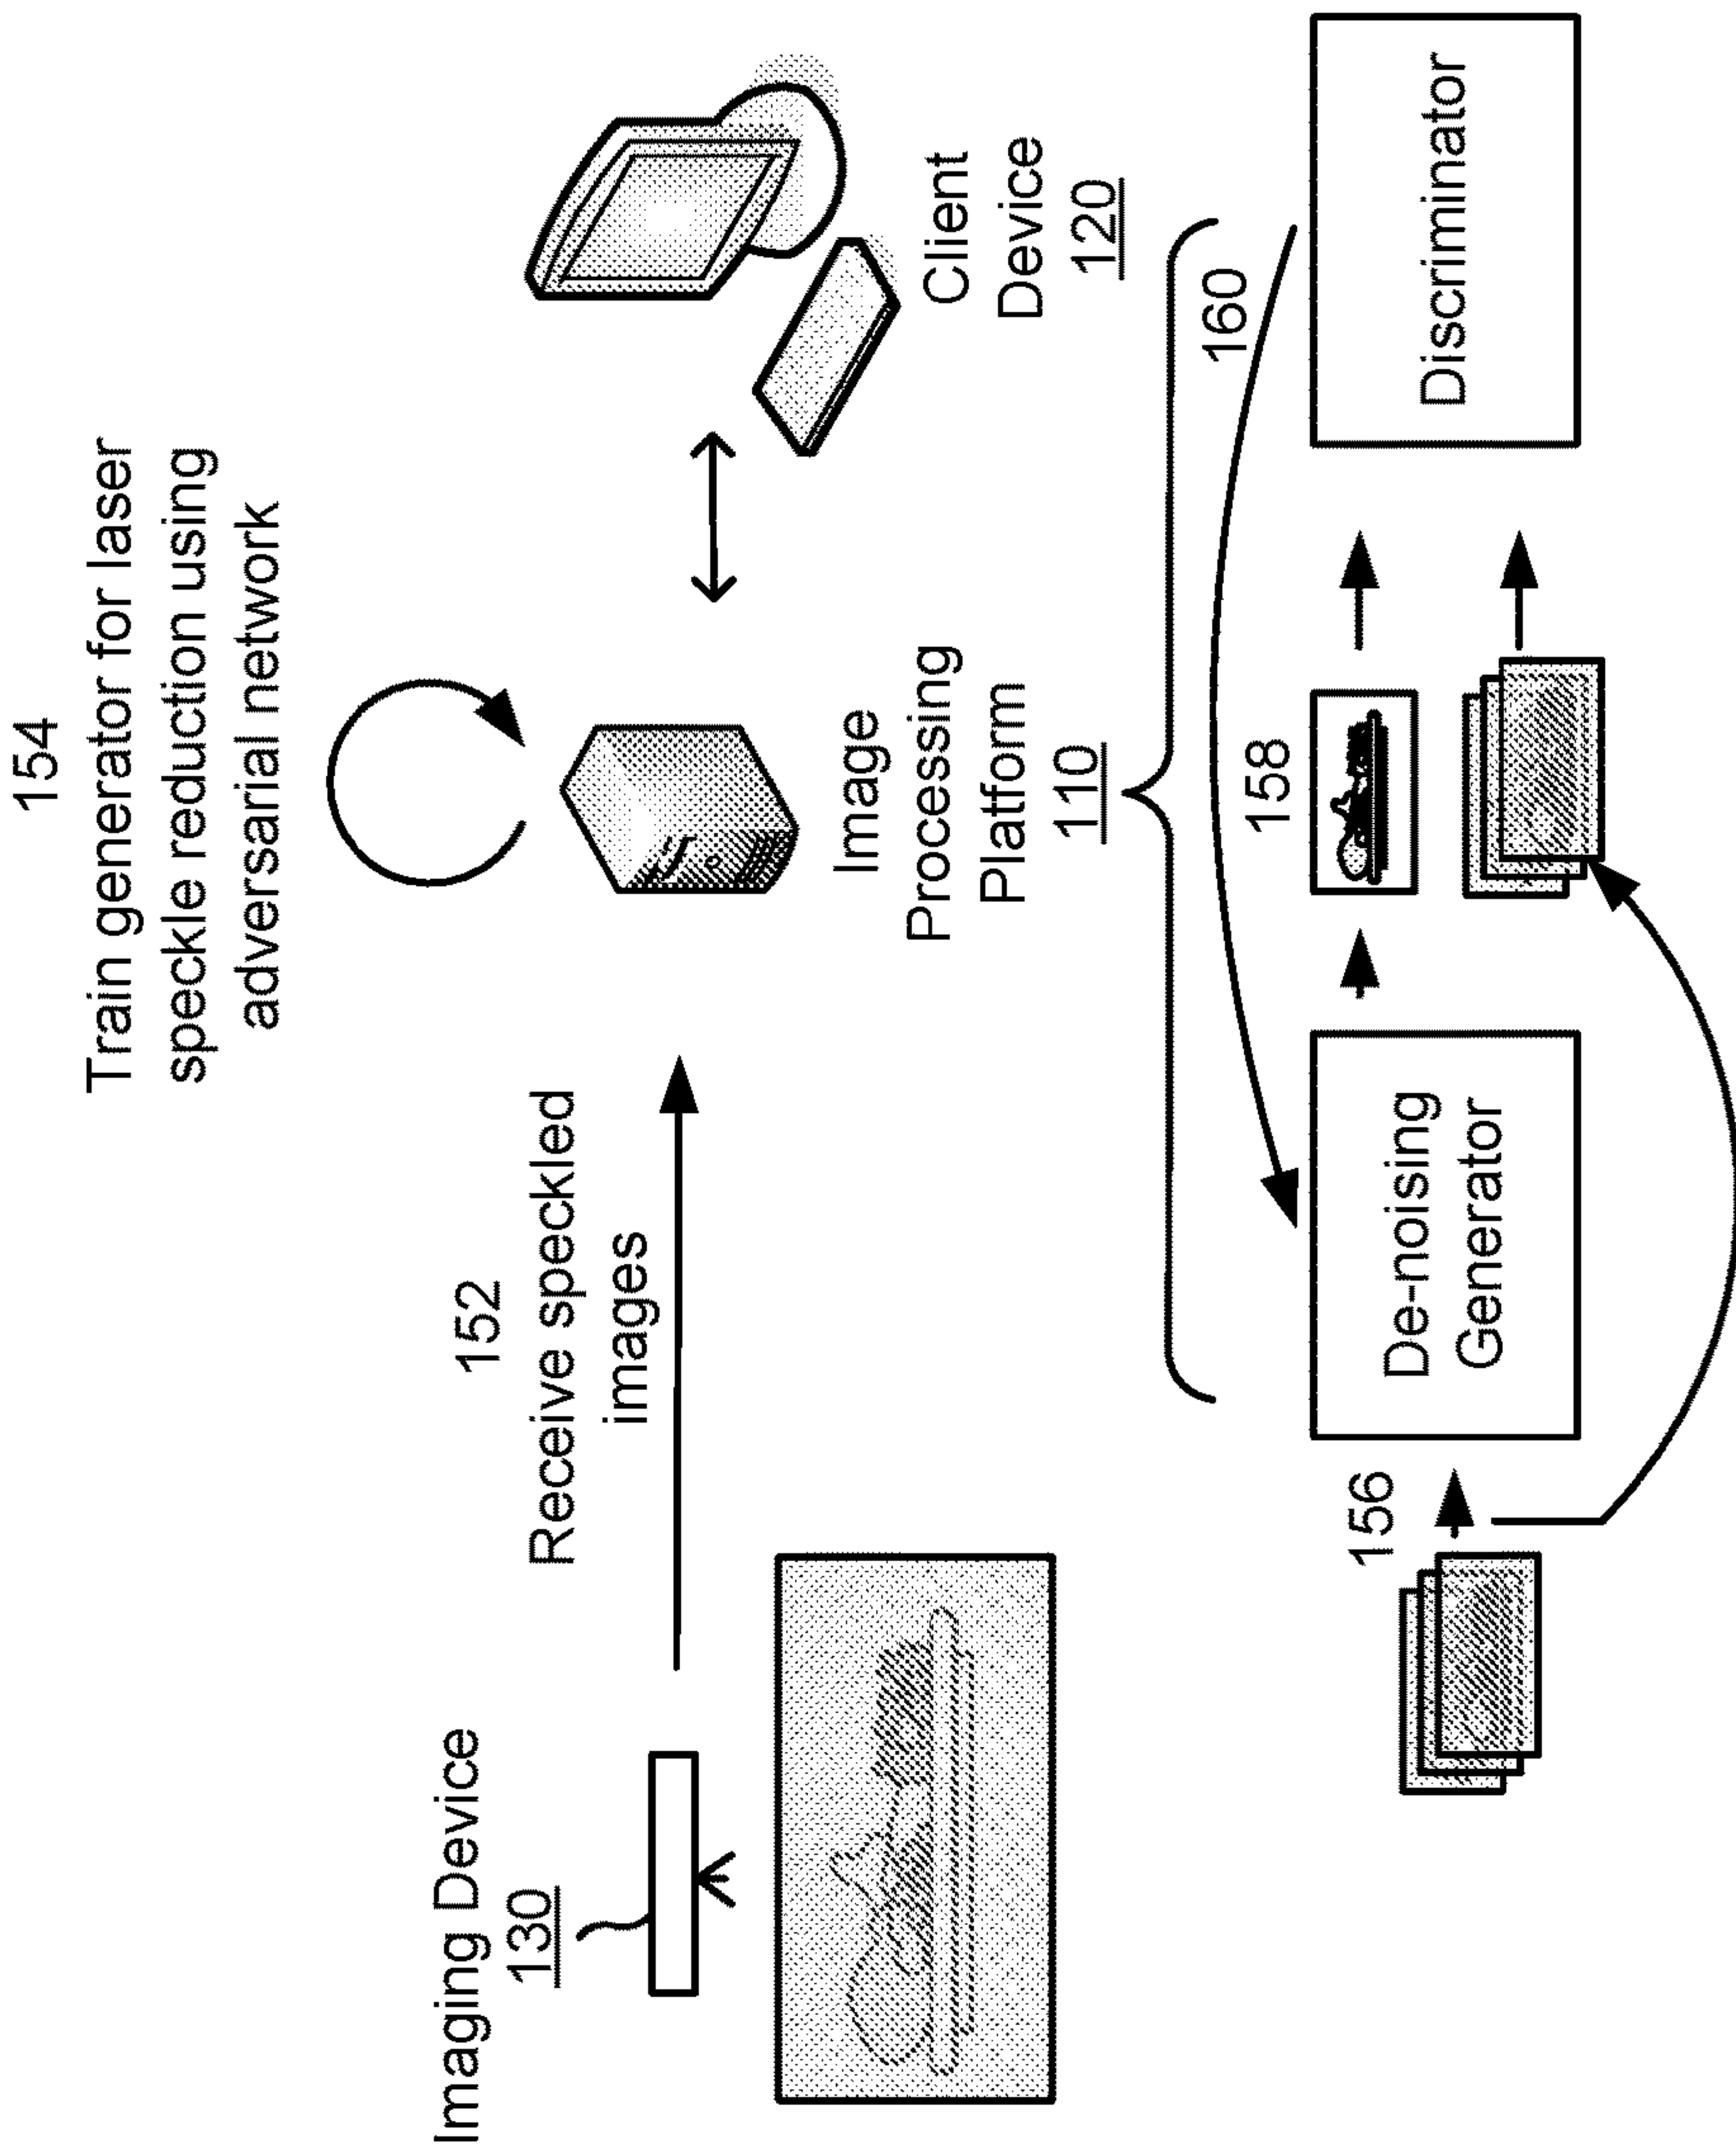 154
Train generator for laser
speckle reduction using
adversarial network
Imaging Device
130
152
Receive speckled
images
Image
Processing
Platform
110
Client
Device
120
160
156
De-noising
Generator
158
Discriminator